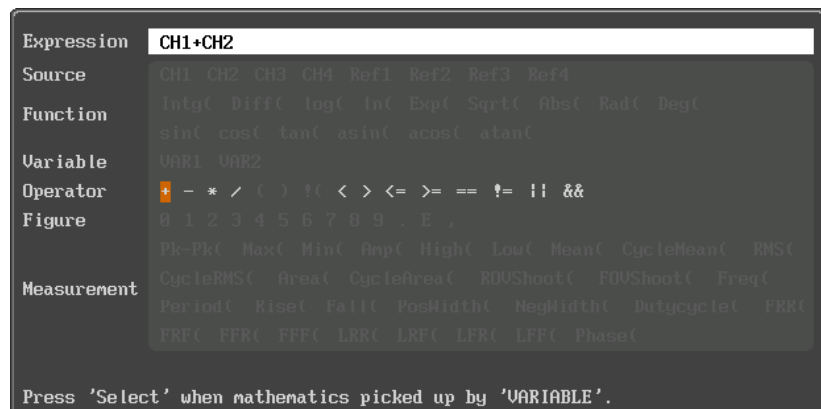 Expression CH1+CH2
Source CH1 CH2 CH3 CH4 Ref1 Ref2 Ref3 Ref4
Function Intg( Diff( log( ln( Exp( Sqrt( Abs( Rad( Deg(
sin( cos( tan( asin( acos( atan(
Variable VAR1 VAR2
Operator + - * / ( ) !( < > <= >= == != || &&
Figure 0 1 2 3 4 5 6 7 8 9 . E ,
Measurement Pk-Pk( Max( Min( Amp( High( Low( Mean( CycleMean( RMS(
CycleRMS( Area( CycleArea( ROVShoot( FOVShoot( Freq(
Period( Rise( Fall( PosWidth( NegWidth( Dutycycle( FRR(
FRF( FFR( FFF( LRR( LRF( LFR( LFF( Phase(
Press 'Select' when mathematics picked up by 'VARIABLE'.